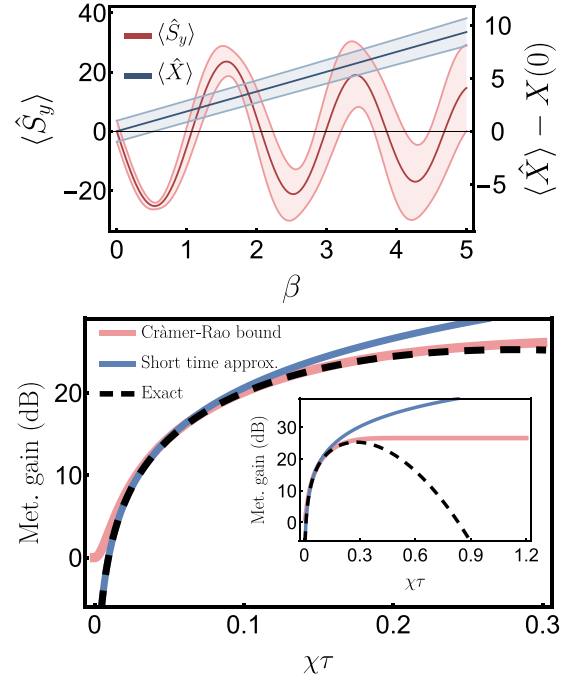 40
20
0
−20
⟨Ŝ_y⟩
⟨Ŝ_y⟩
⟨X̂⟩
10
5
0
−5
⟨X̂⟩ − X(0)
0 1 2 3 4 5
β
Cràmer-Rao bound
Short time approx.
Exact
20
10
0
Met. gain (dB)
30
20
10
0
Met. gain (dB)
0 0.3 0.6 0.9 1.2
χτ
0 0.1 0.2 0.3
χτ